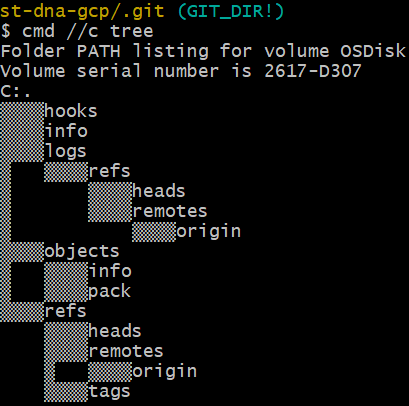 st-dna-gcp/.git (GIT_DIR!)
$ cmd //c tree
Folder PATH listing for volume OSDisk
Volume serial number is 2617-D307
C:.
▒▒▒▒hooks
▒▒▒▒info
▒▒▒▒logs
▒   ▒▒▒▒refs
▒       ▒▒▒▒heads
▒       ▒▒▒▒remotes
▒           ▒▒▒▒origin
▒▒▒▒objects
▒   ▒▒▒▒info
▒   ▒▒▒▒pack
▒▒▒▒refs
    ▒▒▒▒heads
    ▒▒▒▒remotes
    ▒   ▒▒▒▒origin
    ▒▒▒▒tags